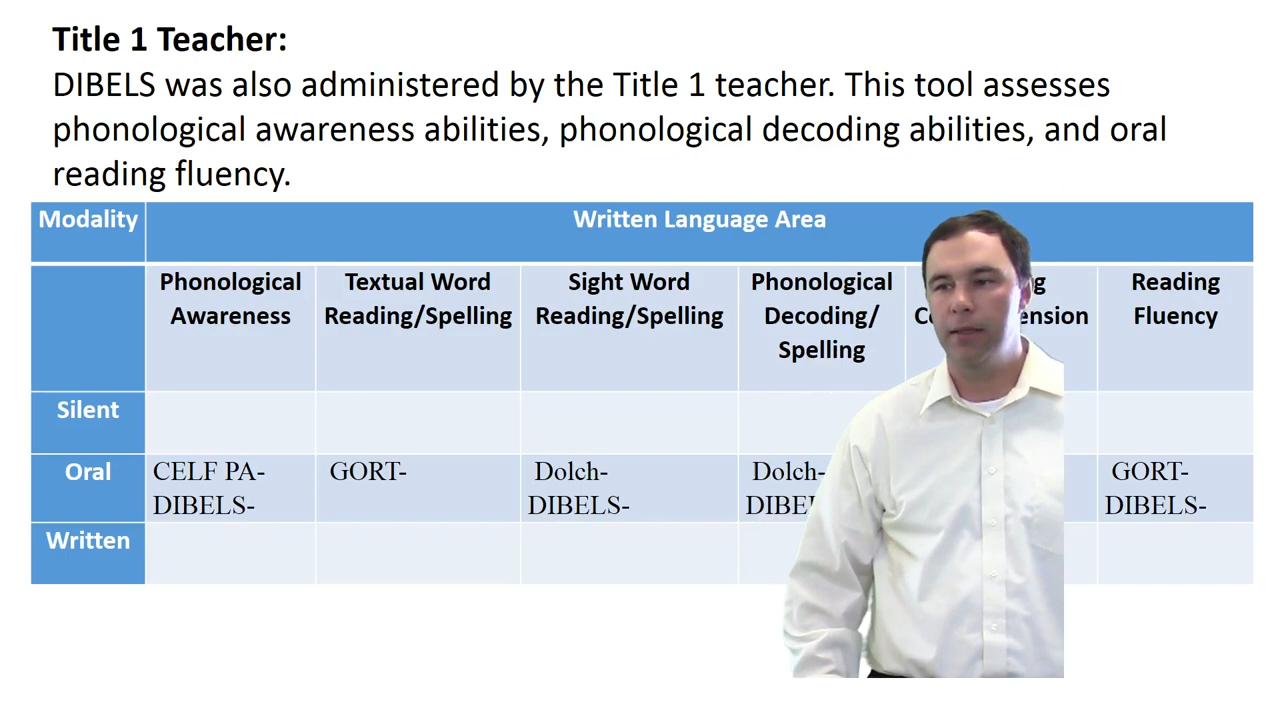 Title 1 Teacher:
DIBELS was also administered by the Title 1 teacher. This tool assesses
phonological awareness abilities, phonological decoding abilities, and oral
reading fluency.
Modality Written Language Area
Phonological Textual Word Sight Word Phonological Reading
Awareness Reading/Spelling Reading/Spelling Decoding/ Fluency
Spelling
Silent
Oral CELF PA- GORT- Dolch- Dolch- GORT-
DIBELS- DIBELS- DIBELS-
Written